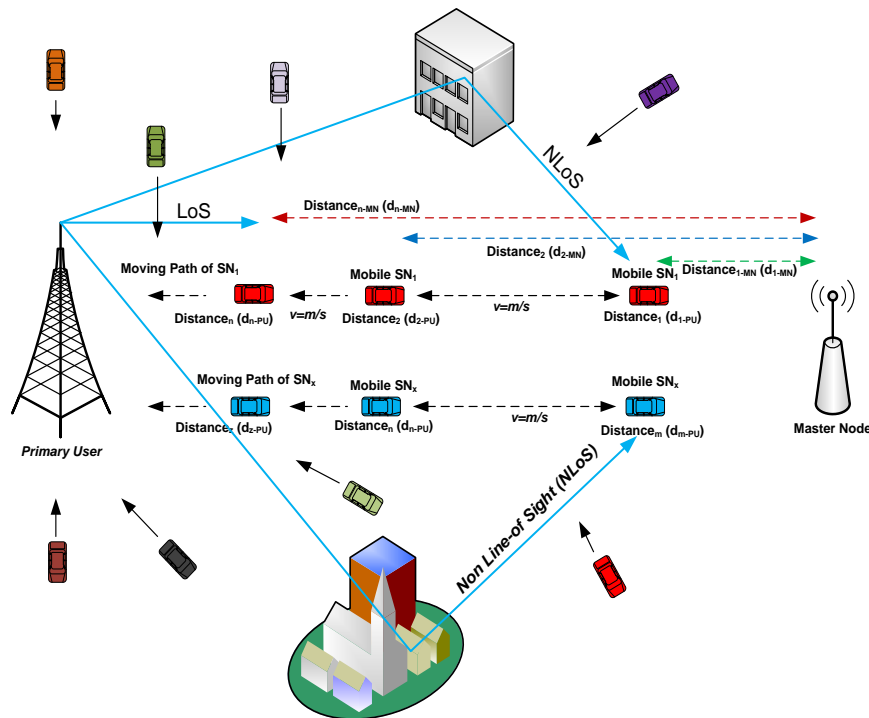 NLoS
LoS
Distanceₙ₋MN (dₙ₋MN)
Distance₂ (d₂₋MN)
Distance₁₋MN (d₁₋MN)
Moving Path of SN₁
Mobile SN₁
Mobile SN₁
v=m/s
v=m/s
Distanceₙ (dₙ₋PU)
Distance₂ (d₂₋PU)
Distance₁ (d₁₋PU)
Moving Path of SNₓ
Mobile SNₓ
Mobile SNₓ
v=m/s
Distance_z (d_z-PU)
Distanceₙ (dₙ₋PU)
Distanceₘ (dₘ₋PU)
Master Node
Primary User
Non Line-of Sight (NLoS)